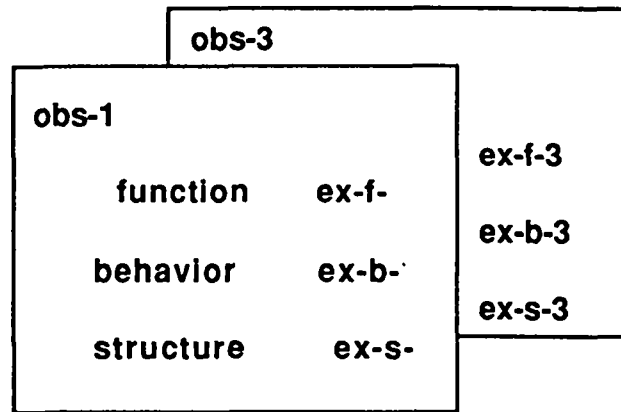 obs-3
obs-1
ex-f-3
function ex-f-
ex-b-3
behavior ex-b-
ex-s-3
structure ex-s-